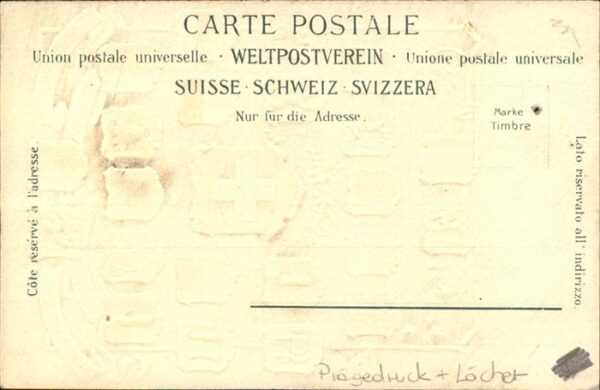 CARTE POSTALE
Union postale universelle · WELTPOSTVEREIN · Unione postale universale
SUISSE · SCHWEIZ · SVIZZERA
Nur für die Adresse.
Marke
Timbre
Côté reservé à l'adresse.
Lato riservato all' indirizzo.
Prägedruck + Löcher